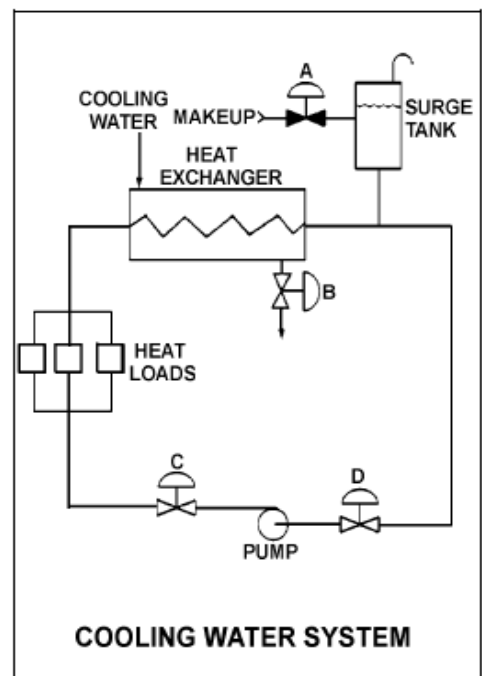 A
COOLING
WATER
MAKEUP
SURGE
TANK
HEAT
EXCHANGER
B
HEAT
LOADS
C
D
PUMP
COOLING WATER SYSTEM